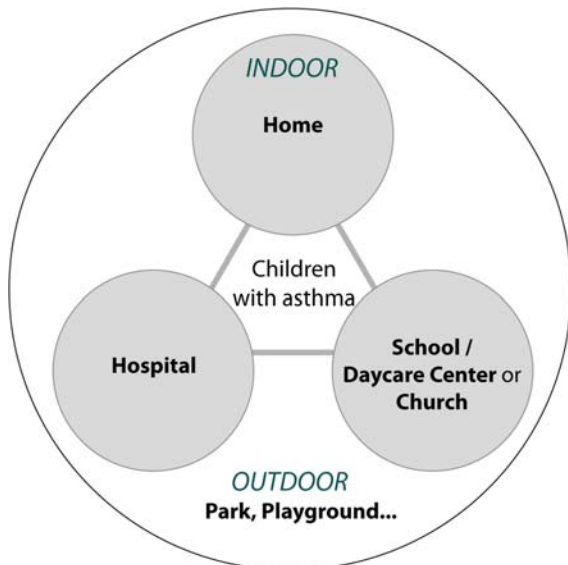 INDOOR
Home
Children
with asthma
Hospital
School /
Daycare Center or
Church
OUTDOOR
Park, Playground...